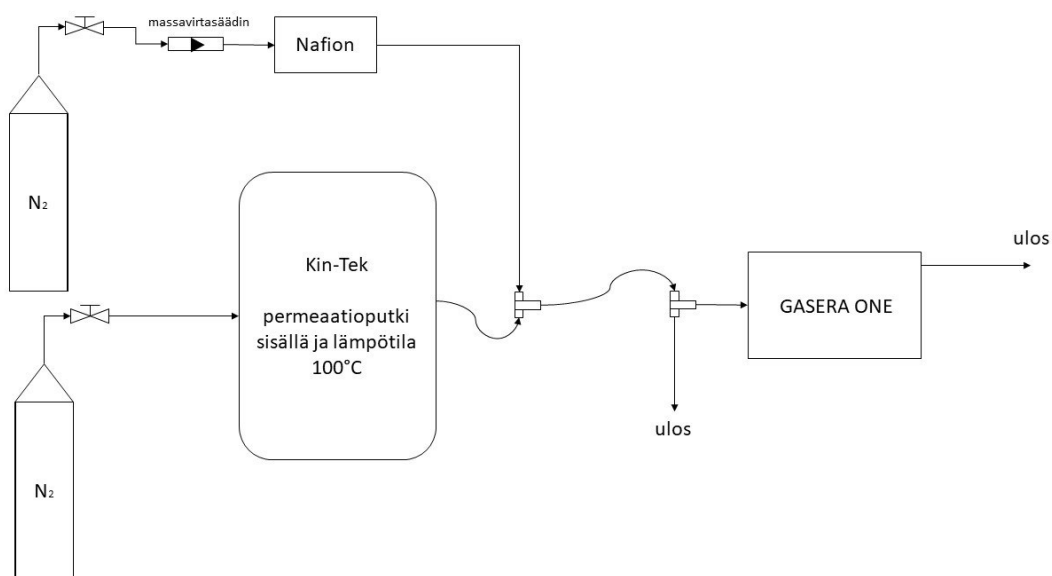 massavirtasäädin
Nafion
N₂
Kin-Tek
permeaatioputki
sisällä ja lämpötila
100°C
ulos
GASERA ONE
ulos
N₂